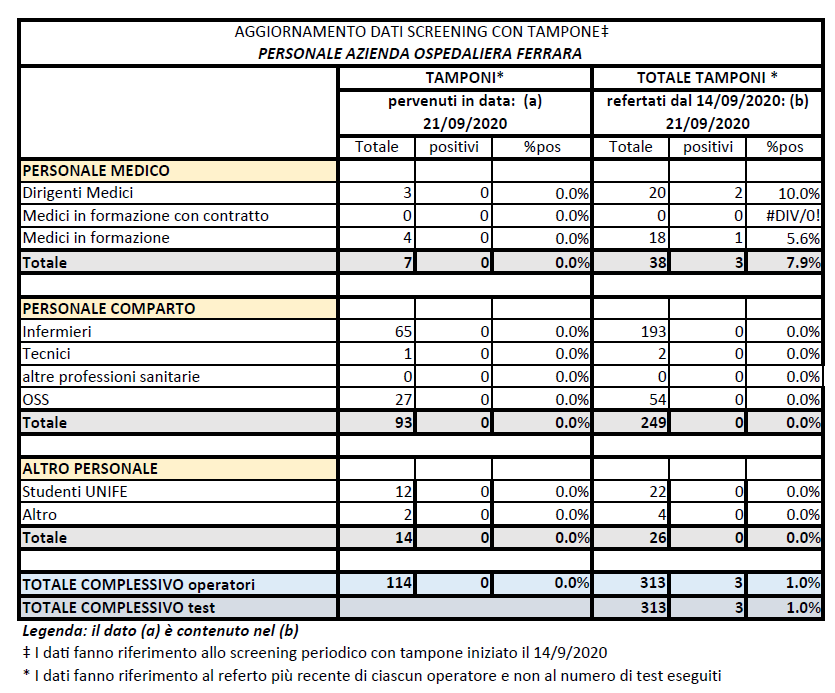 AGGIORNAMENTO DATI SCREENING CON TAMPONE‡
PERSONALE AZIENDA OSPEDALIERA FERRARA
TAMPONI* TOTALE TAMPONI *
pervenuti in data: (a) refertati dal 14/09/2020: (b)
21/09/2020 21/09/2020
Totale positivi %pos Totale positivi %pos
PERSONALE MEDICO
Dirigenti Medici 3 0 0.0% 20 2 10.0%
Medici in formazione con contratto 0 0 0.0% 0 0 #DIV/0!
Medici in formazione 4 0 0.0% 18 1 5.6%
Totale 7 0 0.0% 38 3 7.9%
PERSONALE COMPARTO
Infermieri 65 0 0.0% 193 0 0.0%
Tecnici 1 0 0.0% 2 0 0.0%
altre professioni sanitarie 0 0 0.0% 0 0 0.0%
OSS 27 0 0.0% 54 0 0.0%
Totale 93 0 0.0% 249 0 0.0%
ALTRO PERSONALE
Studenti UNIFE 12 0 0.0% 22 0 0.0%
Altro 2 0 0.0% 4 0 0.0%
Totale 14 0 0.0% 26 0 0.0%
TOTALE COMPLESSIVO operatori 114 0 0.0% 313 3 1.0%
TOTALE COMPLESSIVO test 313 3 1.0%
Legenda: il dato (a) è contenuto nel (b)
‡ I dati fanno riferimento allo screening periodico con tampone iniziato il 14/9/2020
* I dati fanno riferimento al referto più recente di ciascun operatore e non al numero di test eseguiti